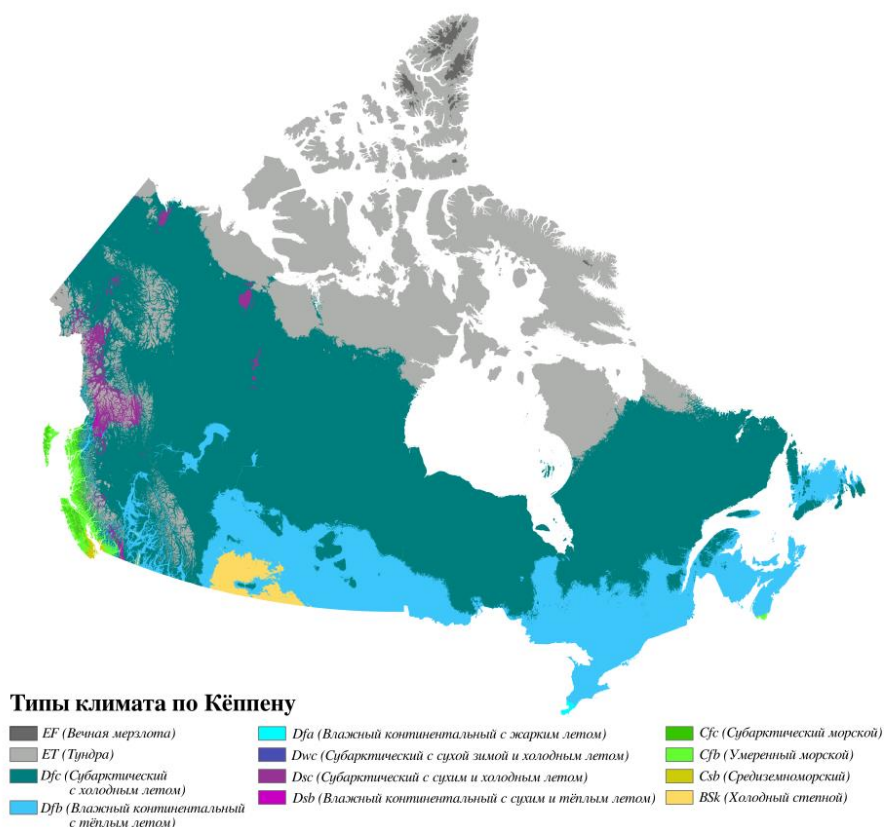 Типы климата по Кёппену
EF (Вечная мерзлота)
ET (Тундра)
Dfc (Субарктический
с холодным летом)
Dfb (Влажный континентальный
с тёплым летом)
Dfa (Влажный континентальный с жарким летом)
Dwc (Субарктический с сухой зимой и холодным летом)
Dsc (Субарктический с сухим и холодным летом)
Dsb (Влажный континентальный с сухим и тёплым летом)
Cfc (Субарктический морской)
Cfb (Умеренный морской)
Csb (Средиземноморский)
BSk (Холодный степной)